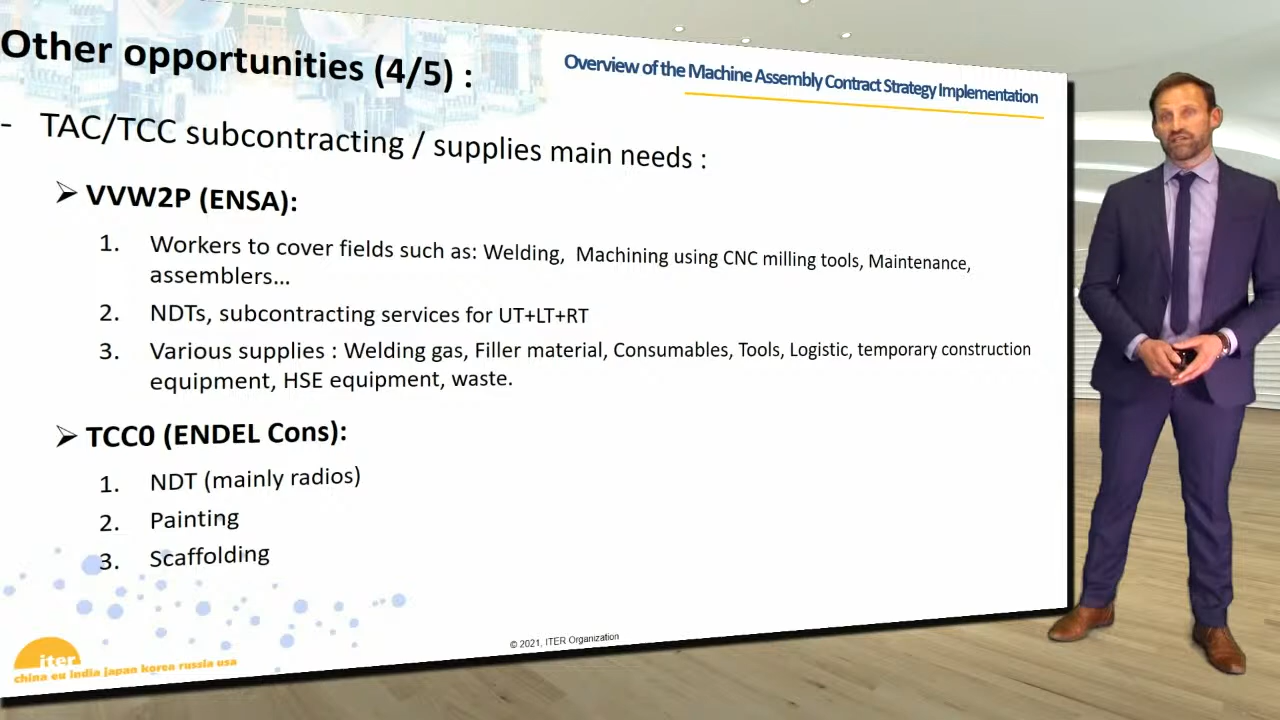 Other opportunities (4/5) :
Overview of the Machine Assembly Contract Strategy Implementation
- TAC/TCC subcontracting / supplies main needs :
➢ VVW2P (ENSA):
1. Workers to cover fields such as: Welding, Machining using CNC milling tools, Maintenance,
assemblers...
2. NDTs, subcontracting services for UT+LT+RT
3. Various supplies : Welding gas, Filler material, Consumables, Tools, Logistic, temporary construction
equipment, HSE equipment, waste.
➢ TCC0 (ENDEL Cons):
1. NDT (mainly radios)
2. Painting
3. Scaffolding
© 2021, ITER Organization
iter
china eu india japan korea russia usa